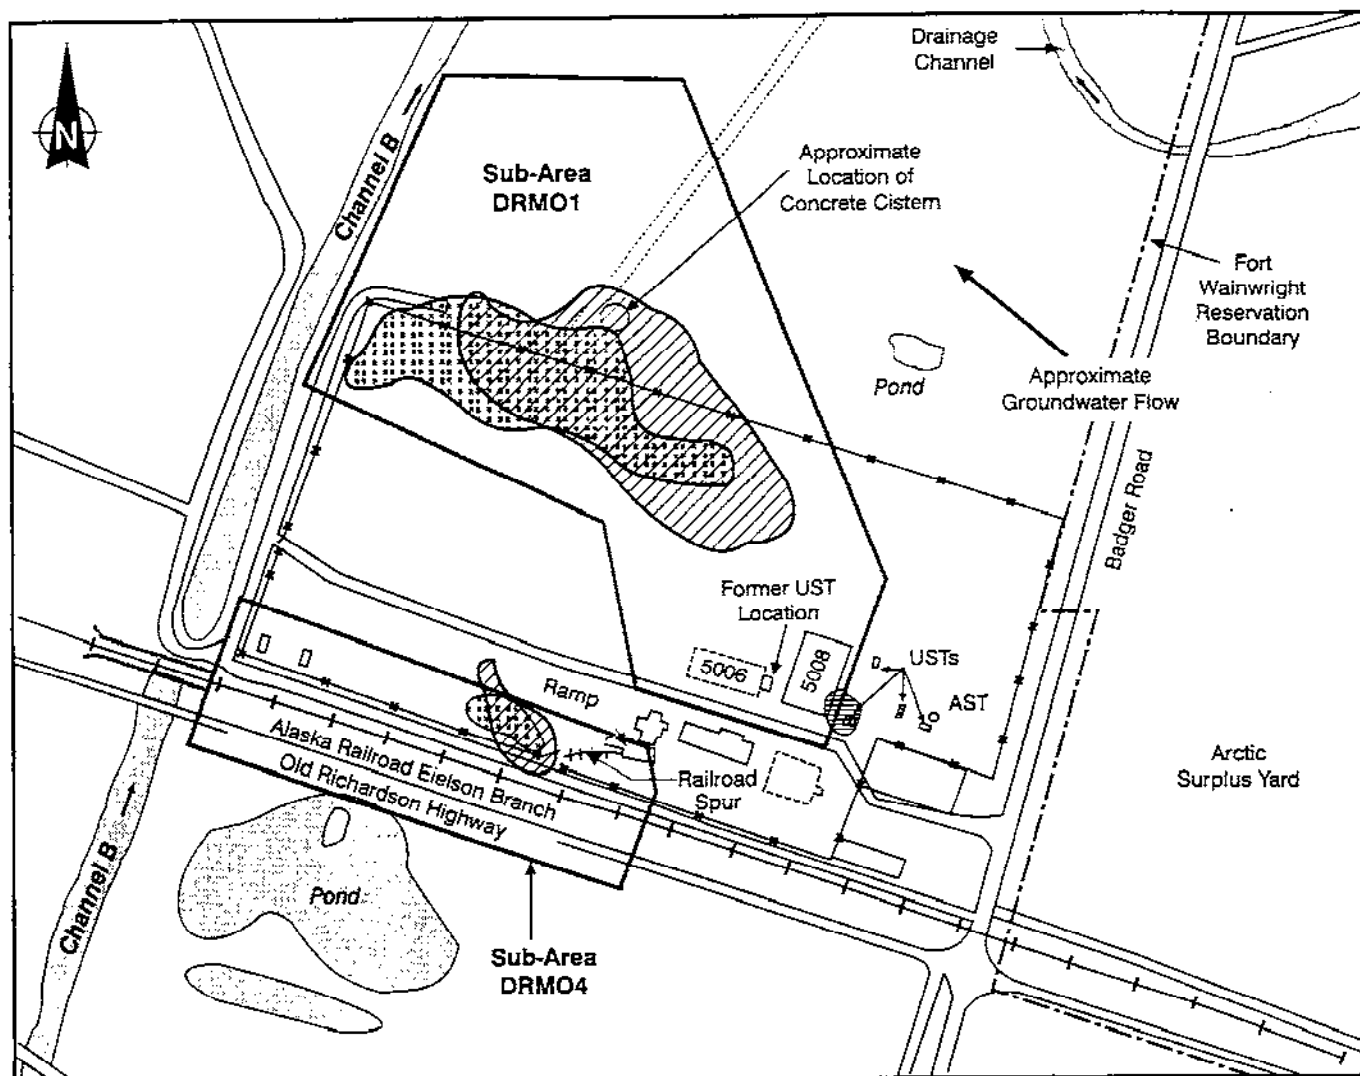 Drainage
Channel
N
Channel B
Sub-Area
DRMO1
Approximate
Location of
Concrete Cistern
Fort
Wainwright
Reservation
Boundary
Pond
Approximate
Groundwater Flow
Badger Road
Former UST
Location
5006
5008
USTs
AST
Ramp
Alaska Railroad Eielson Branch
Old Richardson Highway
Railroad
Spur
Arctic
Surplus Yard
Channel B
Pond
Sub-Area
DRMO4